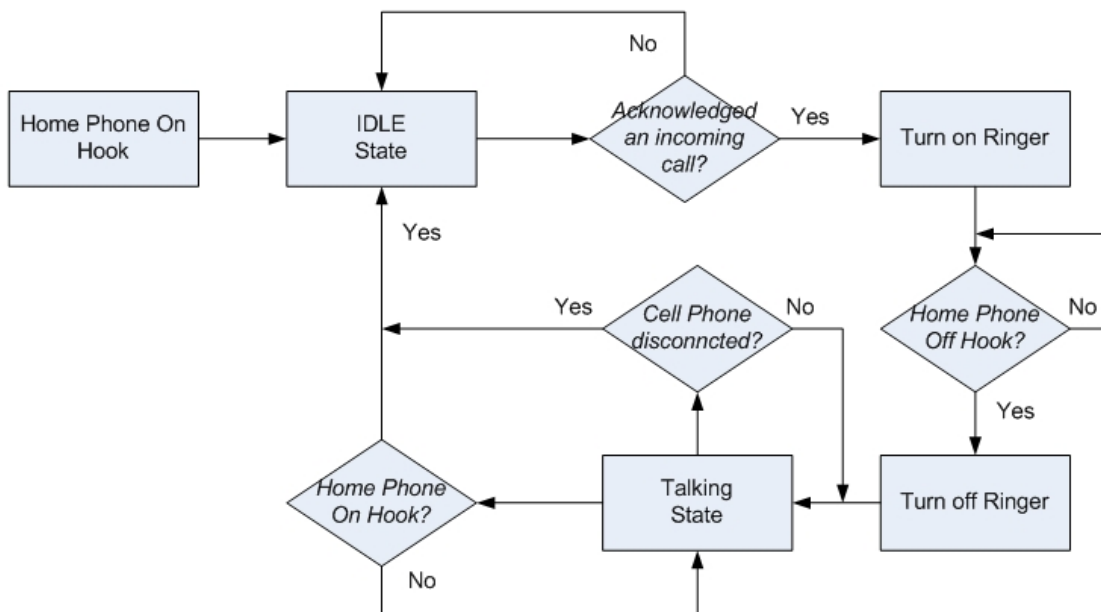 No
Home Phone On
Hook
IDLE
State
Acknowledged
an incoming
call?
Yes
Turn on Ringer
Yes
Yes
Cell Phone
disconncted?
No
Home Phone
Off Hook?
No
Yes
Home Phone
On Hook?
Talking
State
Turn off Ringer
No